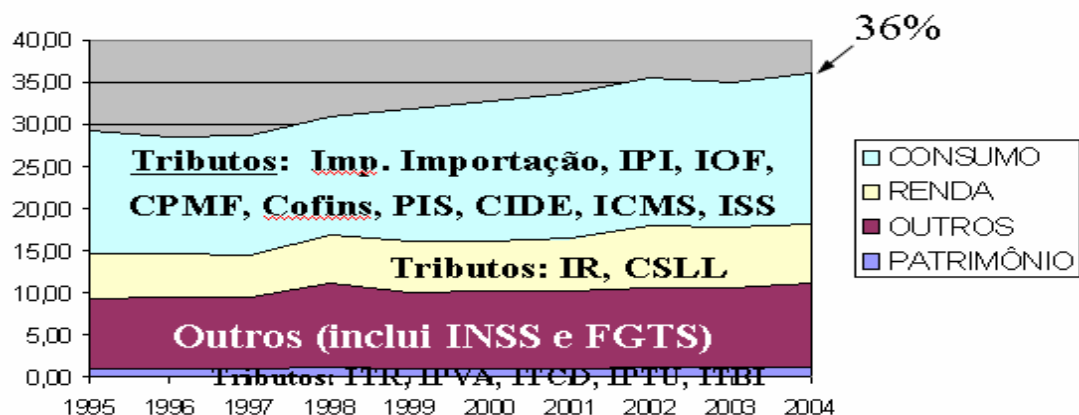 36%
40,00
35,00
30,00
25,00
20,00
15,00
10,00
5,00
0,00
Tributos: Imp. Importação, IPI, IOF,
CPMF, Cofins, PIS, CIDE, ICMS, ISS
Tributos: IR, CSLL
Outros (inclui INSS e FGTS)
Tributos: ITR, IPVA, ITCD, IPTU, ITBI
1995 1996 1997 1998 1999 2000 2001 2002 2003 2004
CONSUMO
RENDA
OUTROS
PATRIMÔNIO